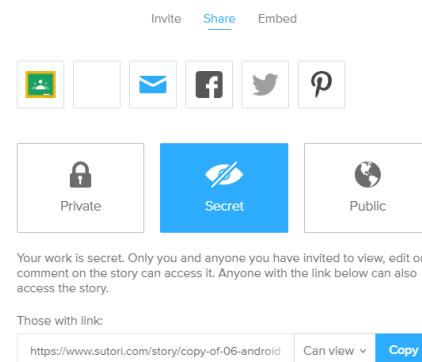 Invite Share Embed
Private Secret Public
Your work is secret. Only you and anyone you have invited to view, edit or
comment on the story can access it. Anyone with the link below can also
access the story.
Those with link:
https://www.sutori.com/story/copy-of-06-android Can view Copy